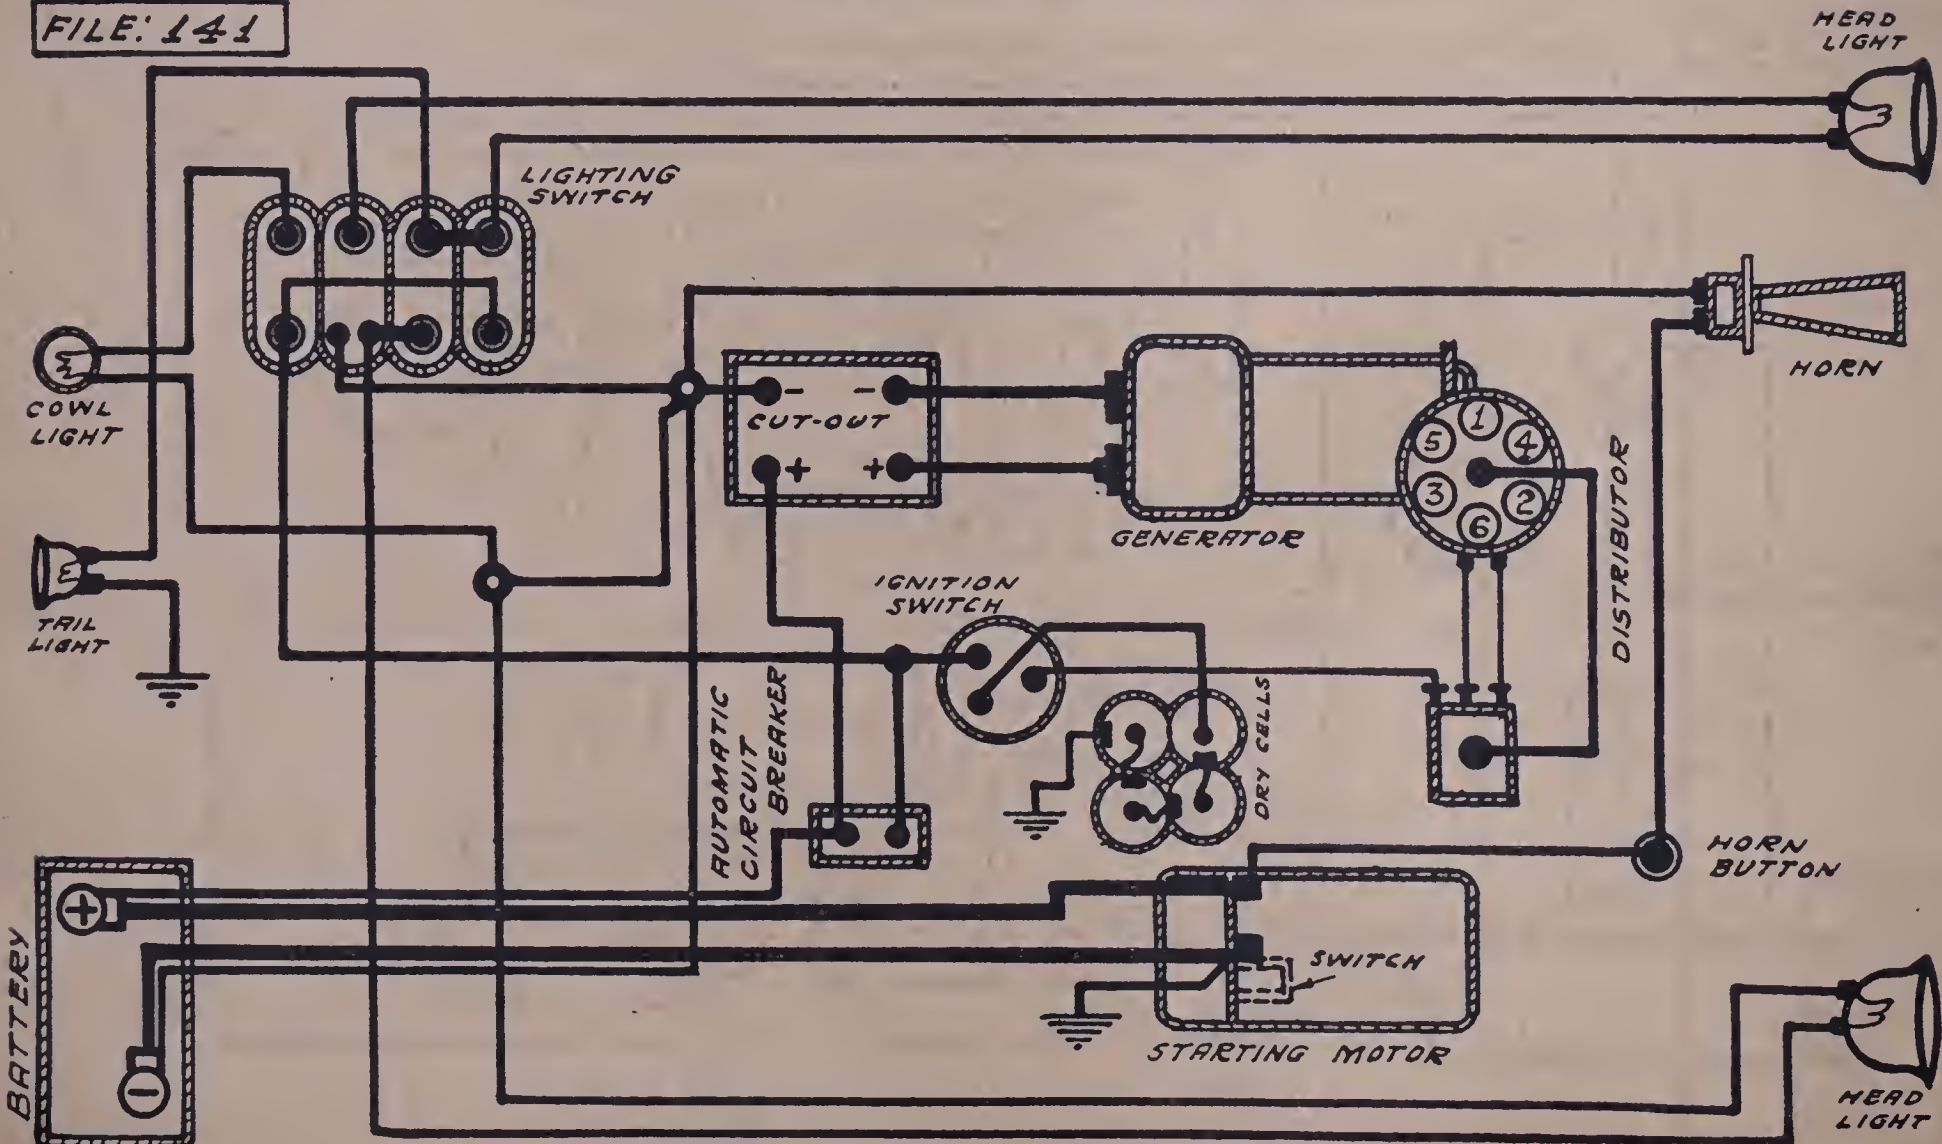 FILE: 141
HEAD
LIGHT
LIGHTING
SWITCH
COWL
LIGHT
- -
CUT-OUT
+ +
HORN
1
5 4
3 2
6
DISTRIBUTOR
GENERATOR
IGNITION
SWITCH
TAIL
LIGHT
AUTOMATIC
CIRCUIT
BREAKER
DRY CELLS
HORN
BUTTON
BATTERY
+
-
SWITCH
STARTING MOTOR
HEAD
LIGHT